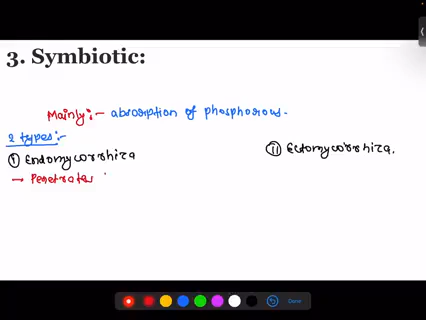 3. Symbiotic:
Mainly:- absorption of phosphorous.
2 types:-
(i) Endomycorrhiza
(ii) Ectomycorrhiza.
→ Penetrates
Done